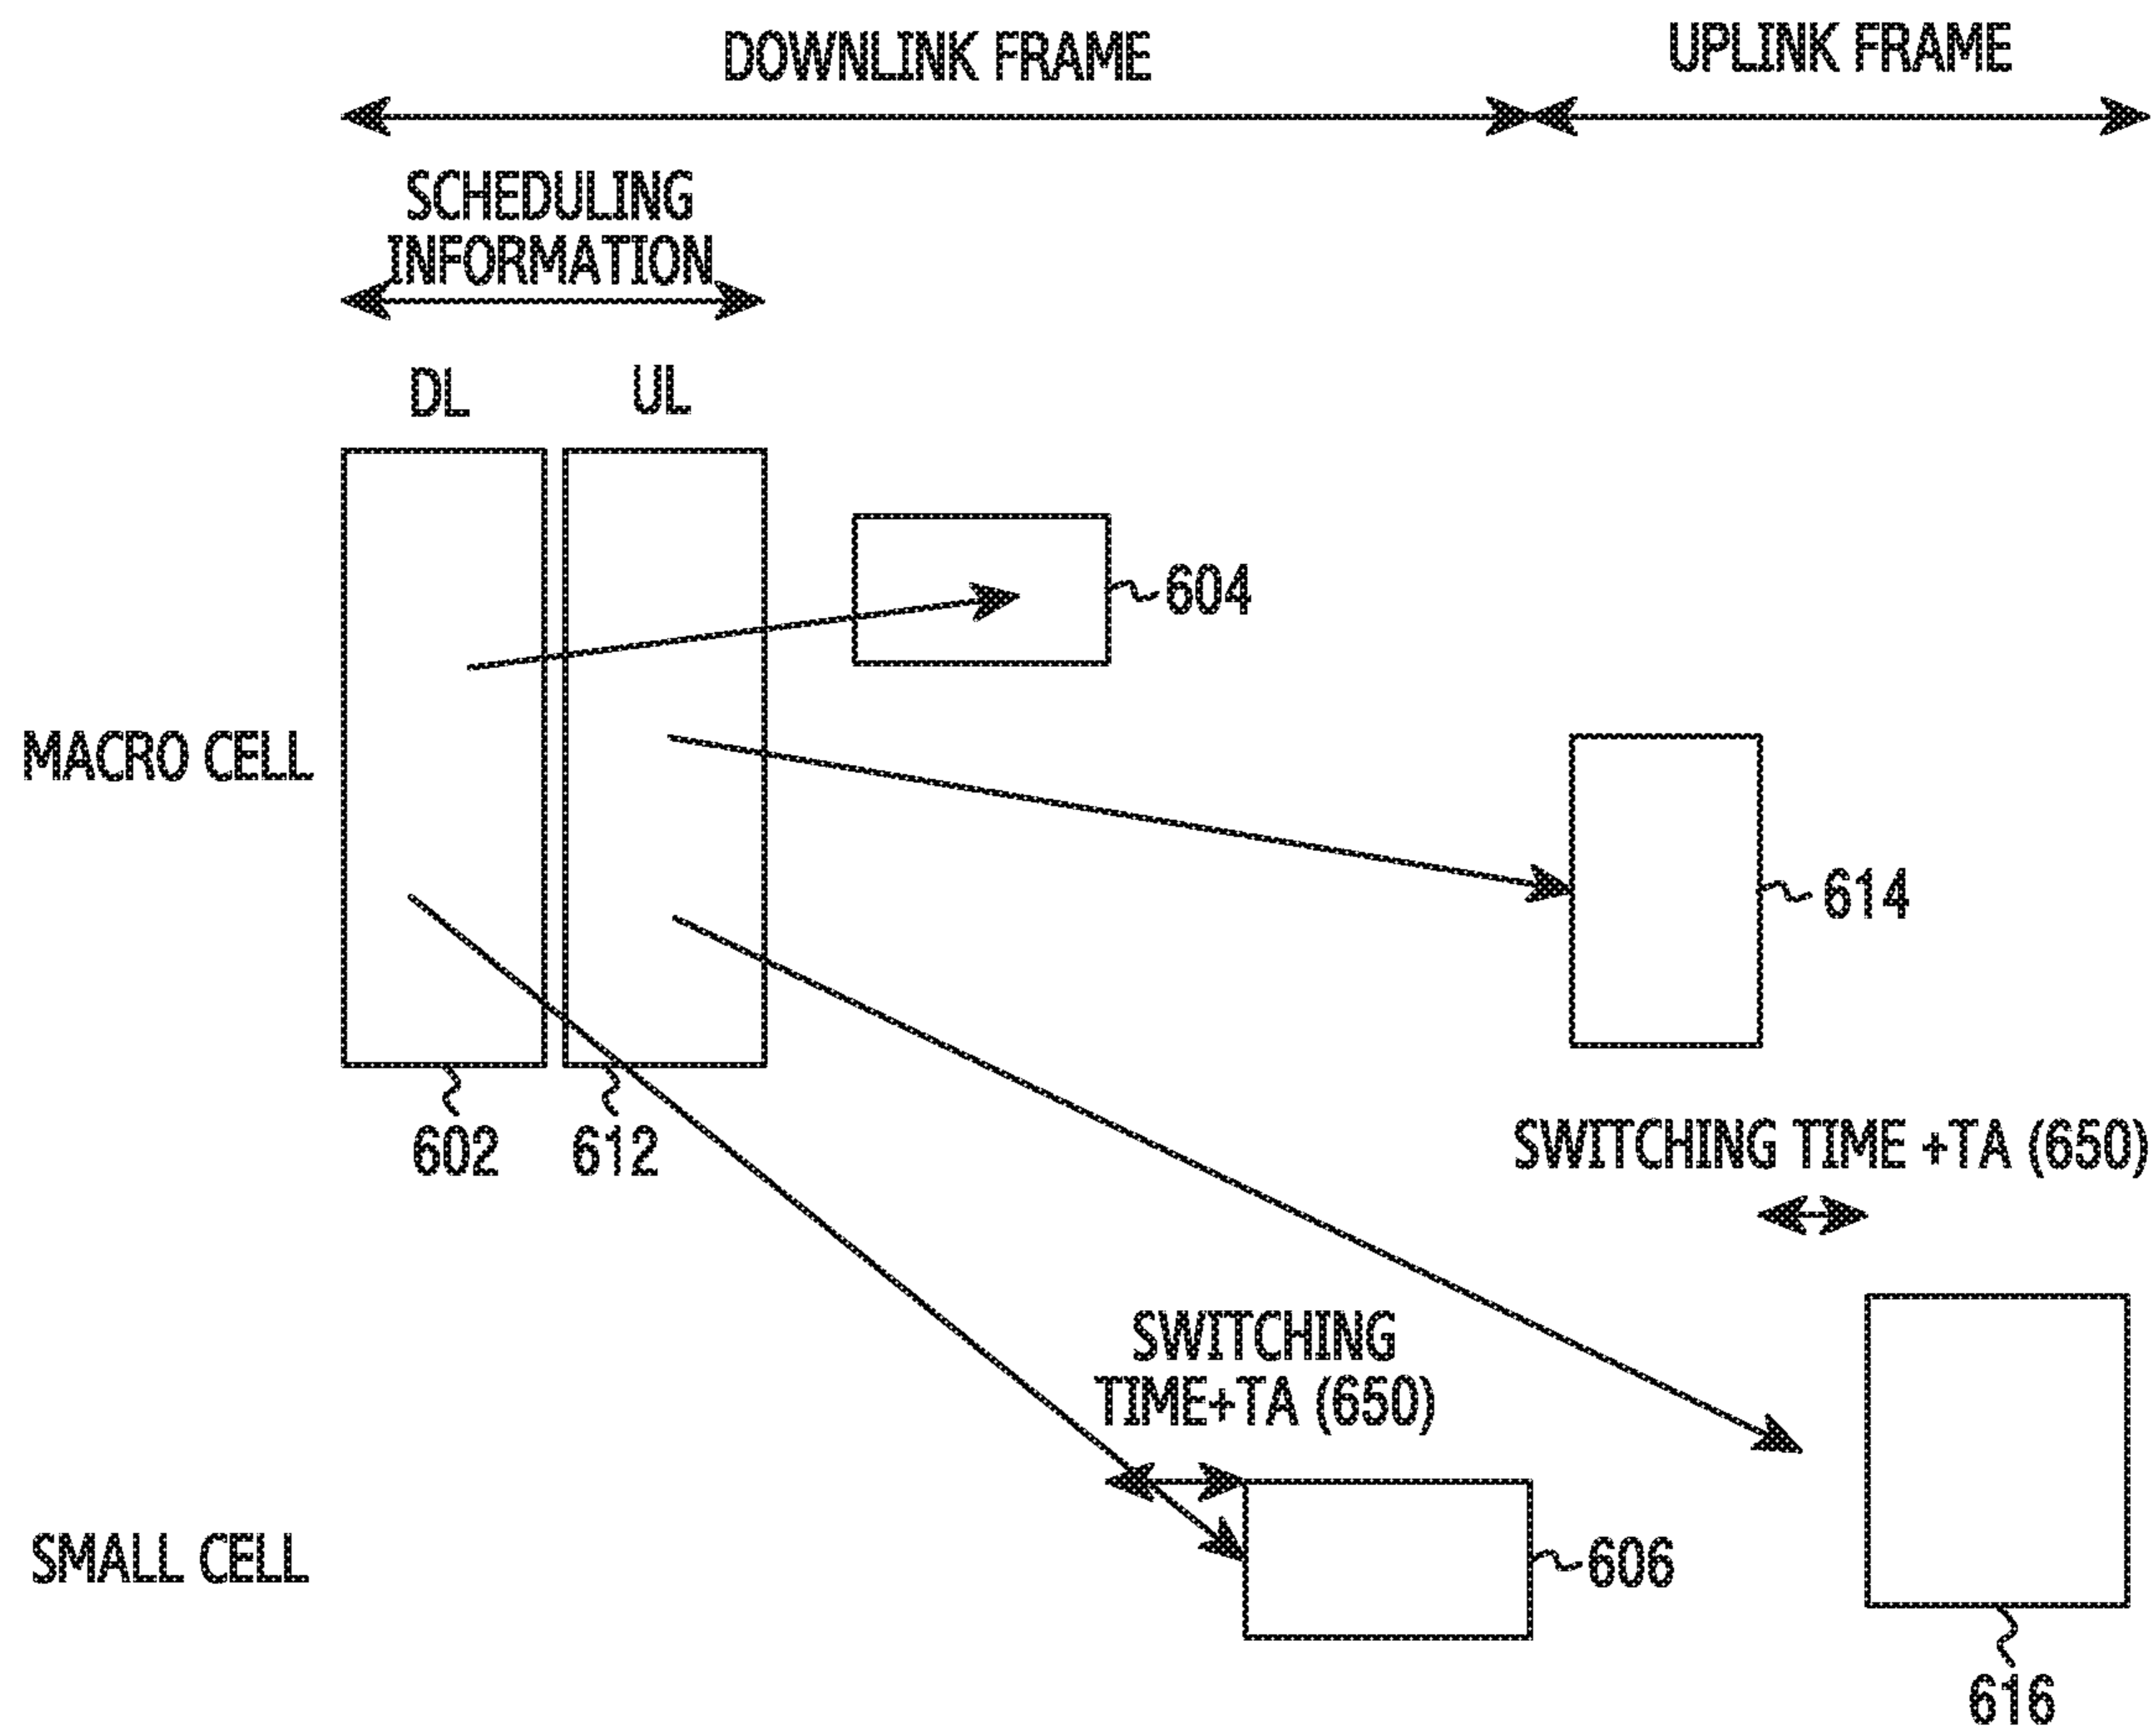 DOWNLINK FRAME
UPLINK FRAME
SCHEDULING
INFORMATION
DL
UL
604
MACRO CELL
614
602
612
SWITCHING TIME +TA (650)
SWITCHING
TIME+TA (650)
SMALL CELL
606
616